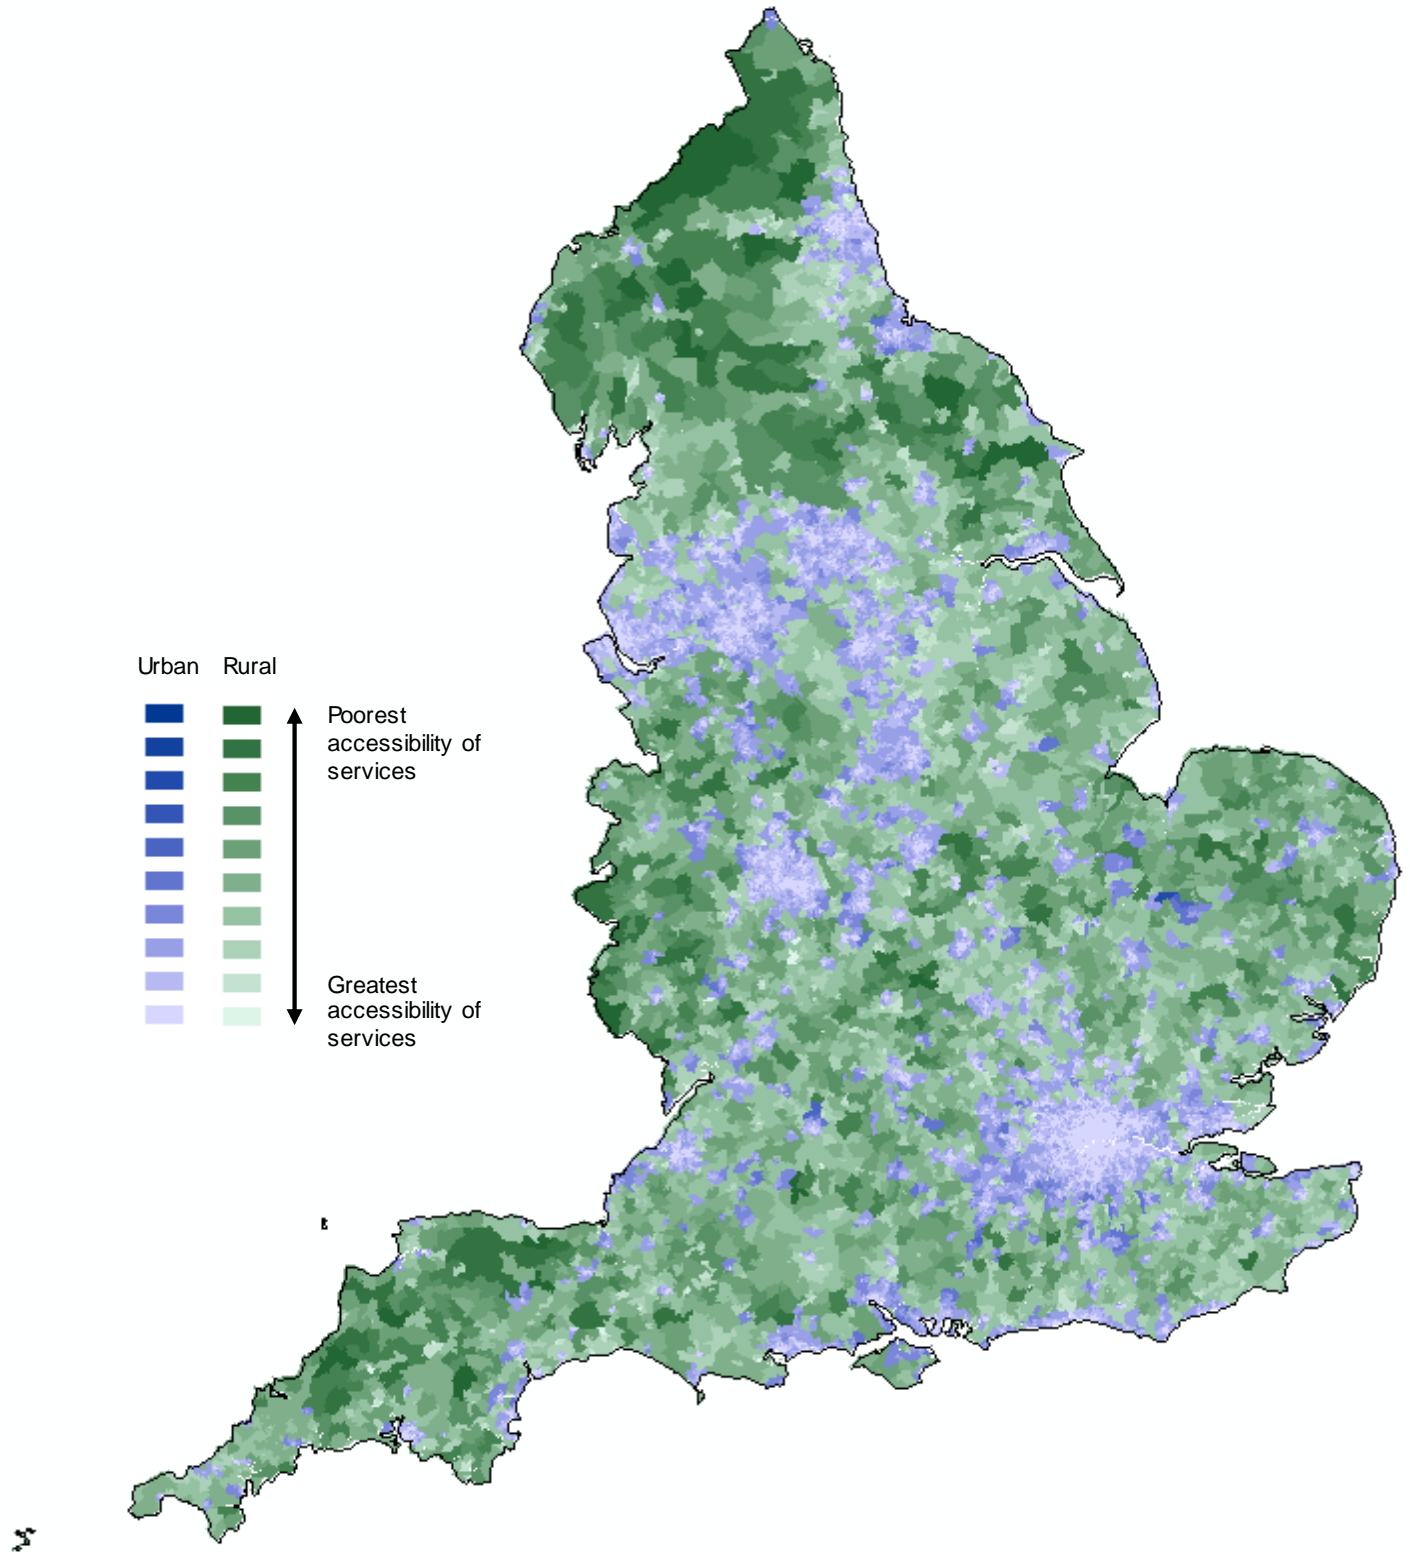 Urban Rural
Poorest
accessibility of
services
Greatest
accessibility of
services